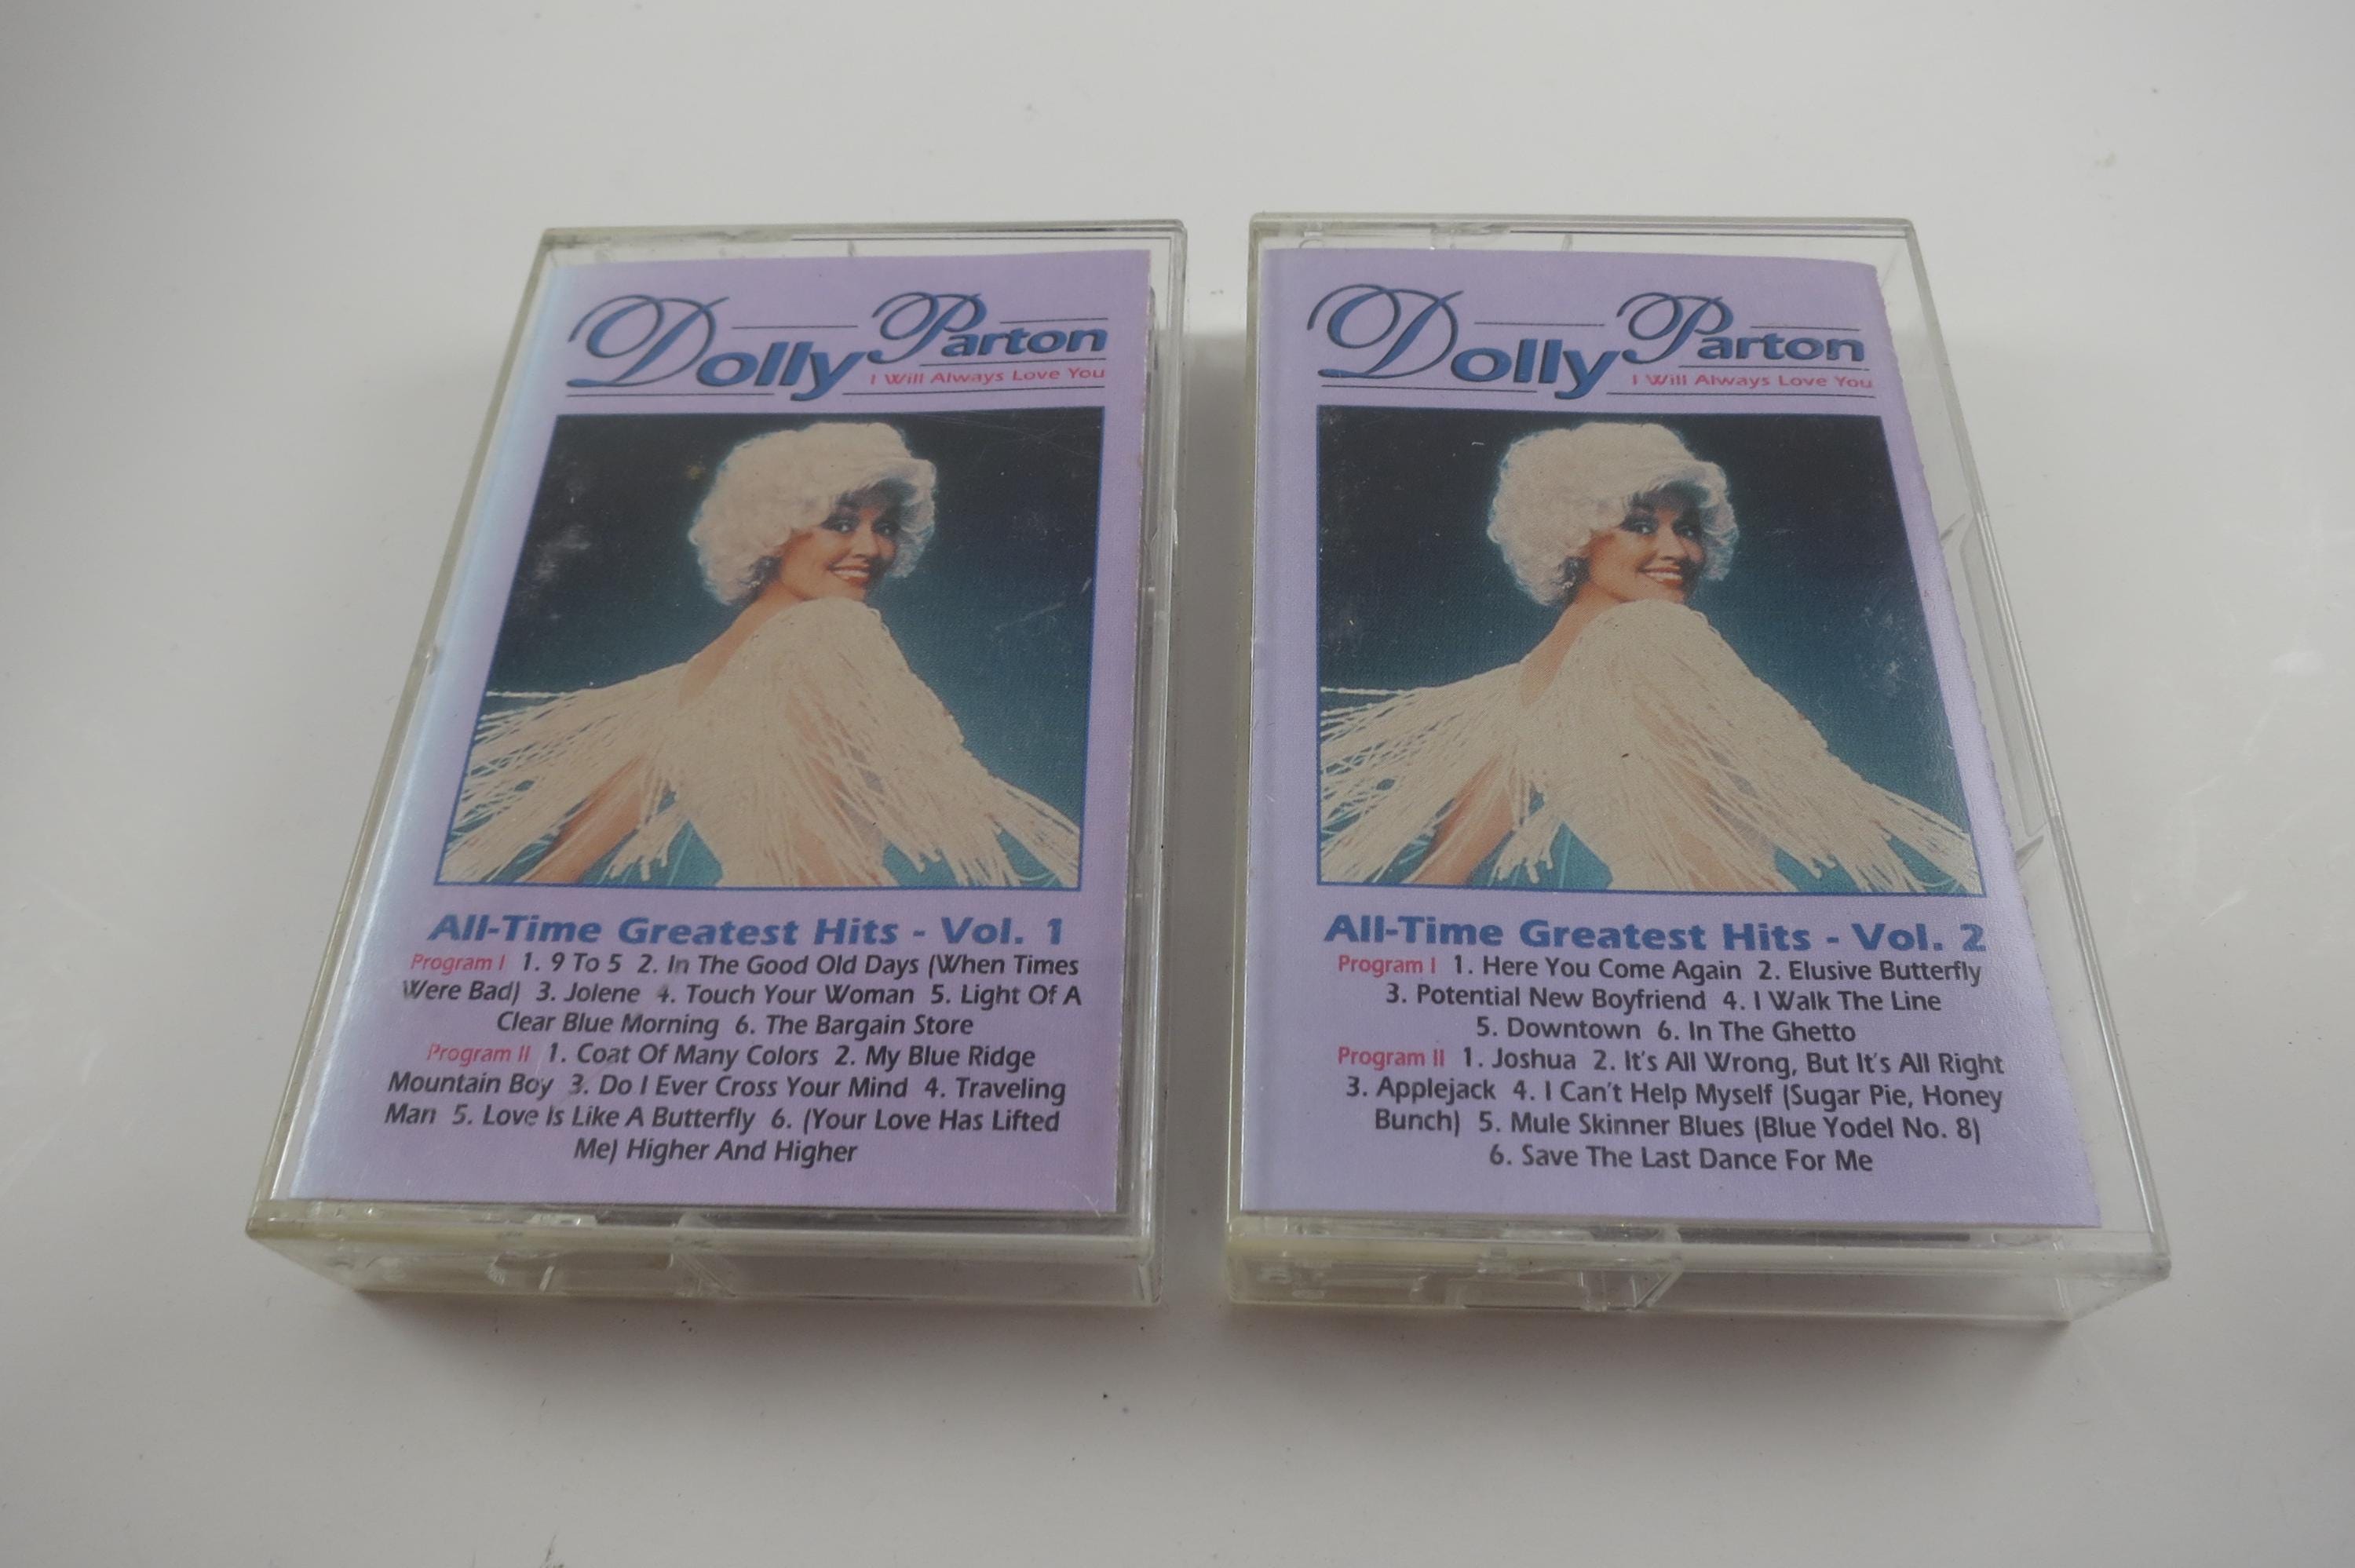 Dolly Parton
I Will Always Love You
All-Time Greatest Hits - Vol. 1
Program I 1. 9 To 5 2. In The Good Old Days (When Times
Were Bad) 3. Jolene 4. Touch Your Woman 5. Light Of A
Clear Blue Morning 6. The Bargain Store
Program II 1. Coat Of Many Colors 2. My Blue Ridge
Mountain Boy 3. Do I Ever Cross Your Mind 4. Traveling
Man 5. Love Is Like A Butterfly 6. (Your Love Has Lifted
Me) Higher And Higher
Dolly Parton
I Will Always Love You
All-Time Greatest Hits - Vol. 2
Program I 1. Here You Come Again 2. Elusive Butterfly
3. Potential New Boyfriend 4. I Walk The Line
5. Downtown 6. In The Ghetto
Program II 1. Joshua 2. It's All Wrong, But It's All Right
3. Applejack 4. I Can't Help Myself (Sugar Pie, Honey
Bunch) 5. Mule Skinner Blues (Blue Yodel No. 8)
6. Save The Last Dance For Me